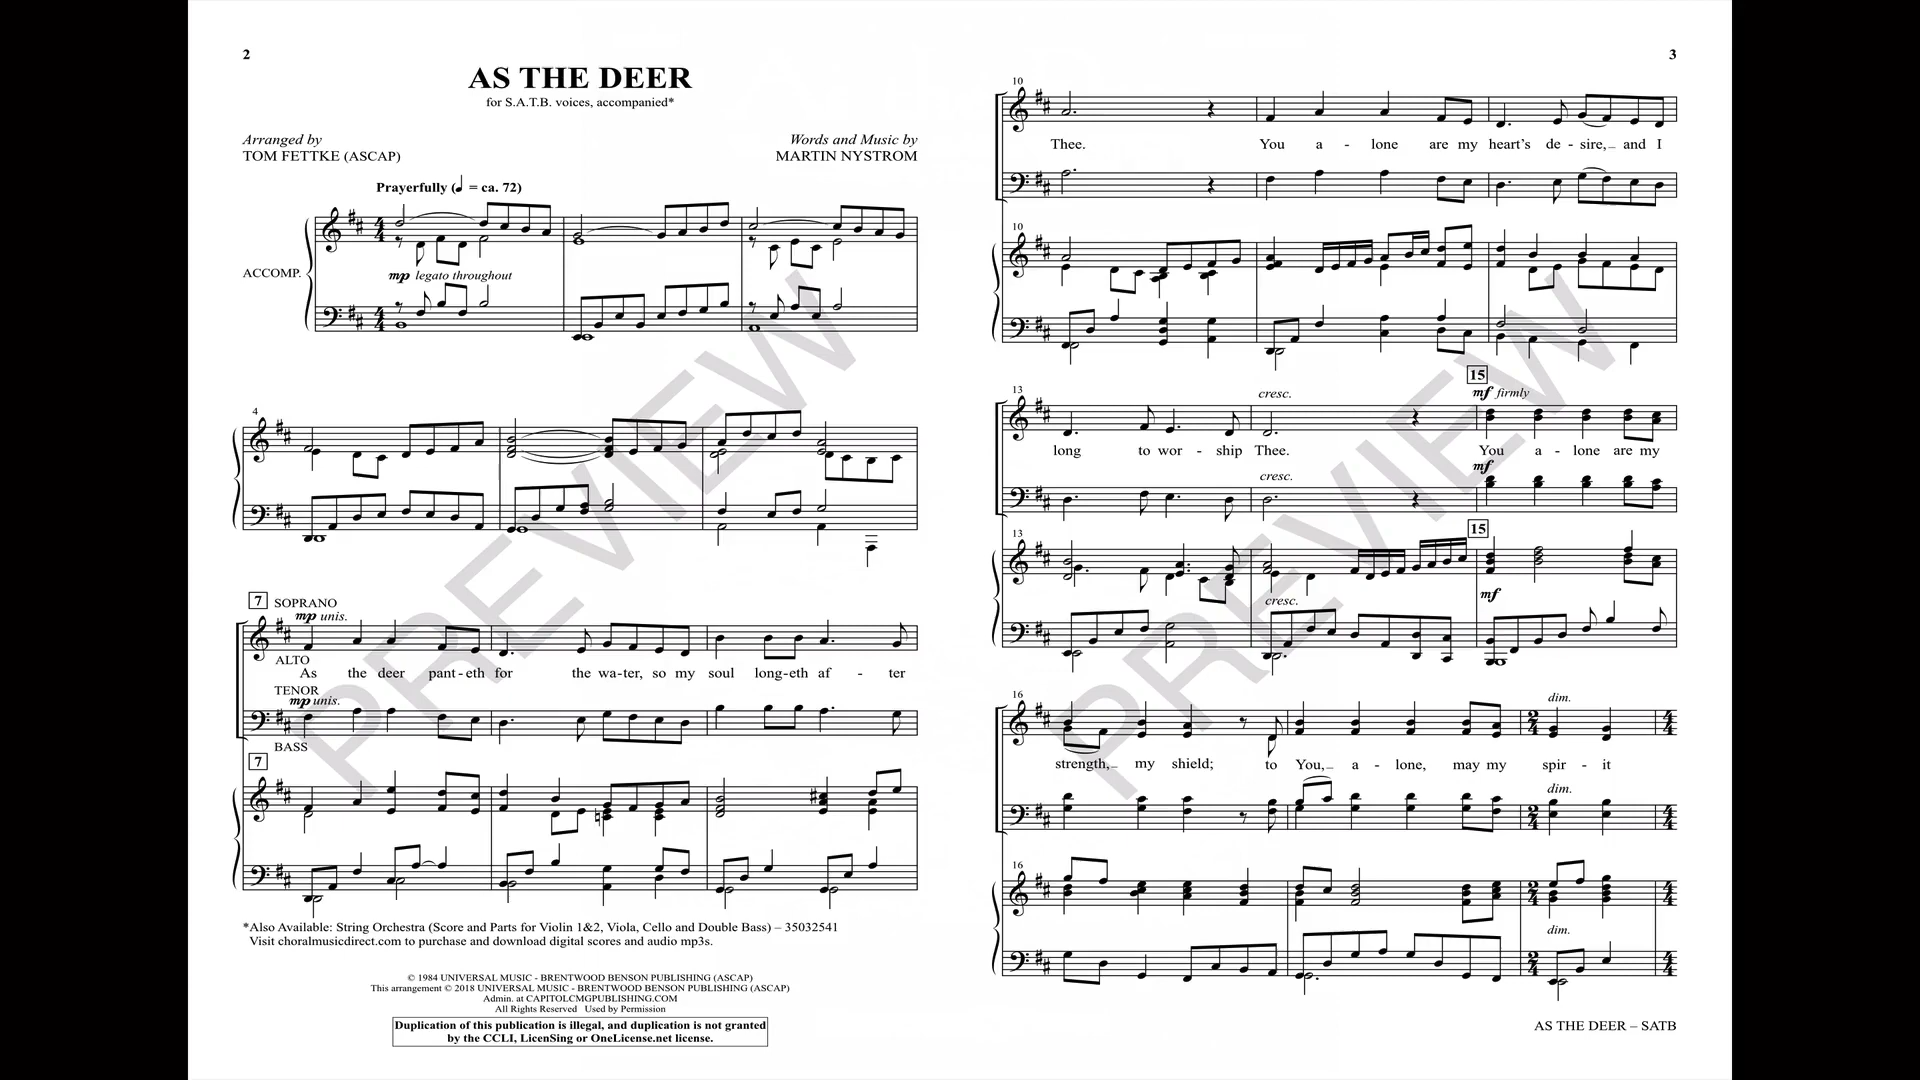 2
AS THE DEER
for S.A.T.B. voices, accompanied*
Arranged by
TOM FETTKE (ASCAP)
Words and Music by
MARTIN NYSTROM
Prayerfully (♩ = ca. 72)
ACCOMP.
mp legato throughout
4
7 SOPRANO
mp unis.
ALTO
As the deer pant - eth for the wa - ter, so my soul long - eth af - ter
TENOR
mp unis.
BASS
7
*Also Available: String Orchestra (Score and Parts for Violin 1&2, Viola, Cello and Double Bass) – 35032541
Visit choralmusicdirect.com to purchase and download digital scores and audio mp3s.
© 1984 UNIVERSAL MUSIC - BRENTWOOD BENSON PUBLISHING (ASCAP)
This arrangement © 2018 UNIVERSAL MUSIC - BRENTWOOD BENSON PUBLISHING (ASCAP)
Admin. at CAPITOLCMGPUBLISHING.COM
All Rights Reserved Used by Permission
Duplication of this publication is illegal, and duplication is not granted
by the CCLI, LicenSing or OneLicense.net license.
PREVIEW
3
10
Thee. You a - lone are my heart's de - sire, and I
10
15
13
cresc.
mf firmly
long to wor - ship Thee. You a - lone are my
mf
cresc.
15
13
cresc.
mf
16
dim.
strength, my shield; to You, a - lone, may my spir - it
dim.
16
dim.
AS THE DEER – SATB
PREVIEW